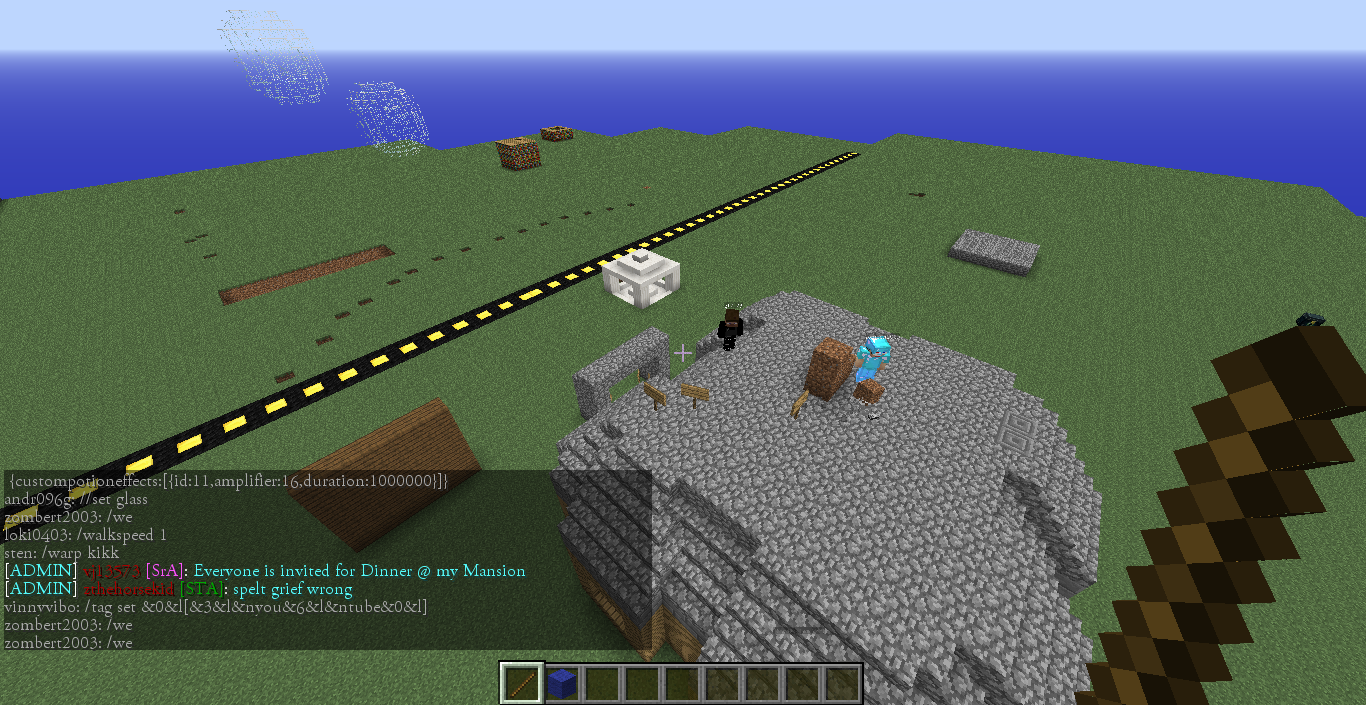 {custompotioneffects:[{id:11,amplifier:16,duration:1000000}]}
andr096g: //set glass
zombert2003: /we
loki0403: /walkspeed 1
sten: /warp kikk
[ADMIN] vj13573 [SrA]: Everyone is invited for Dinner @ my Mansion
[ADMIN] zthehorsekid [STA]: spelt grief wrong
vinnyvibo: /tag set &0&l[&3&l&nyou&6&l&ntube&0&l]
zombert2003: /we
zombert2003: /we